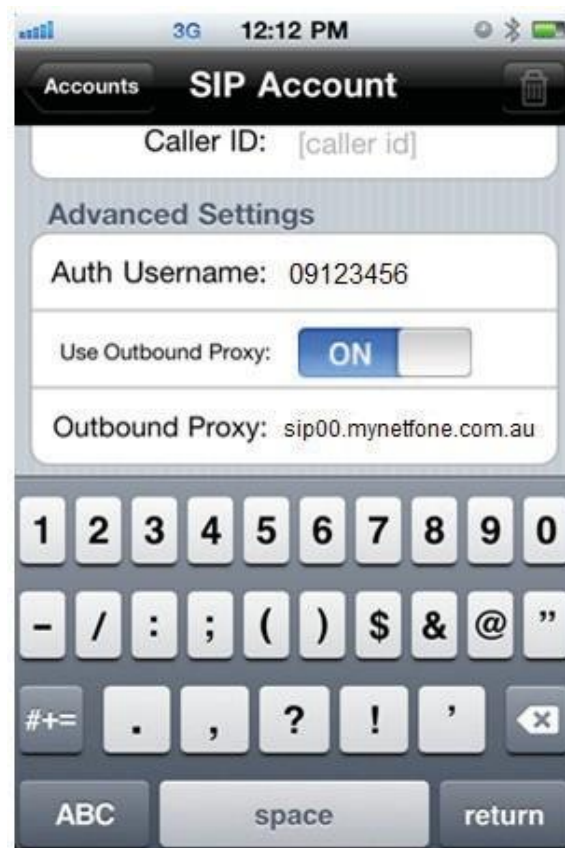 3G 12:12 PM
Accounts SIP Account
Caller ID: [caller id]
Advanced Settings
Auth Username: 09123456
Use Outbound Proxy: ON
Outbound Proxy: sip00.mynetfone.com.au
1 2 3 4 5 6 7 8 9 0
- / : ; ( ) $ & @ ”
#+= . , ? ! ’
ABC space return